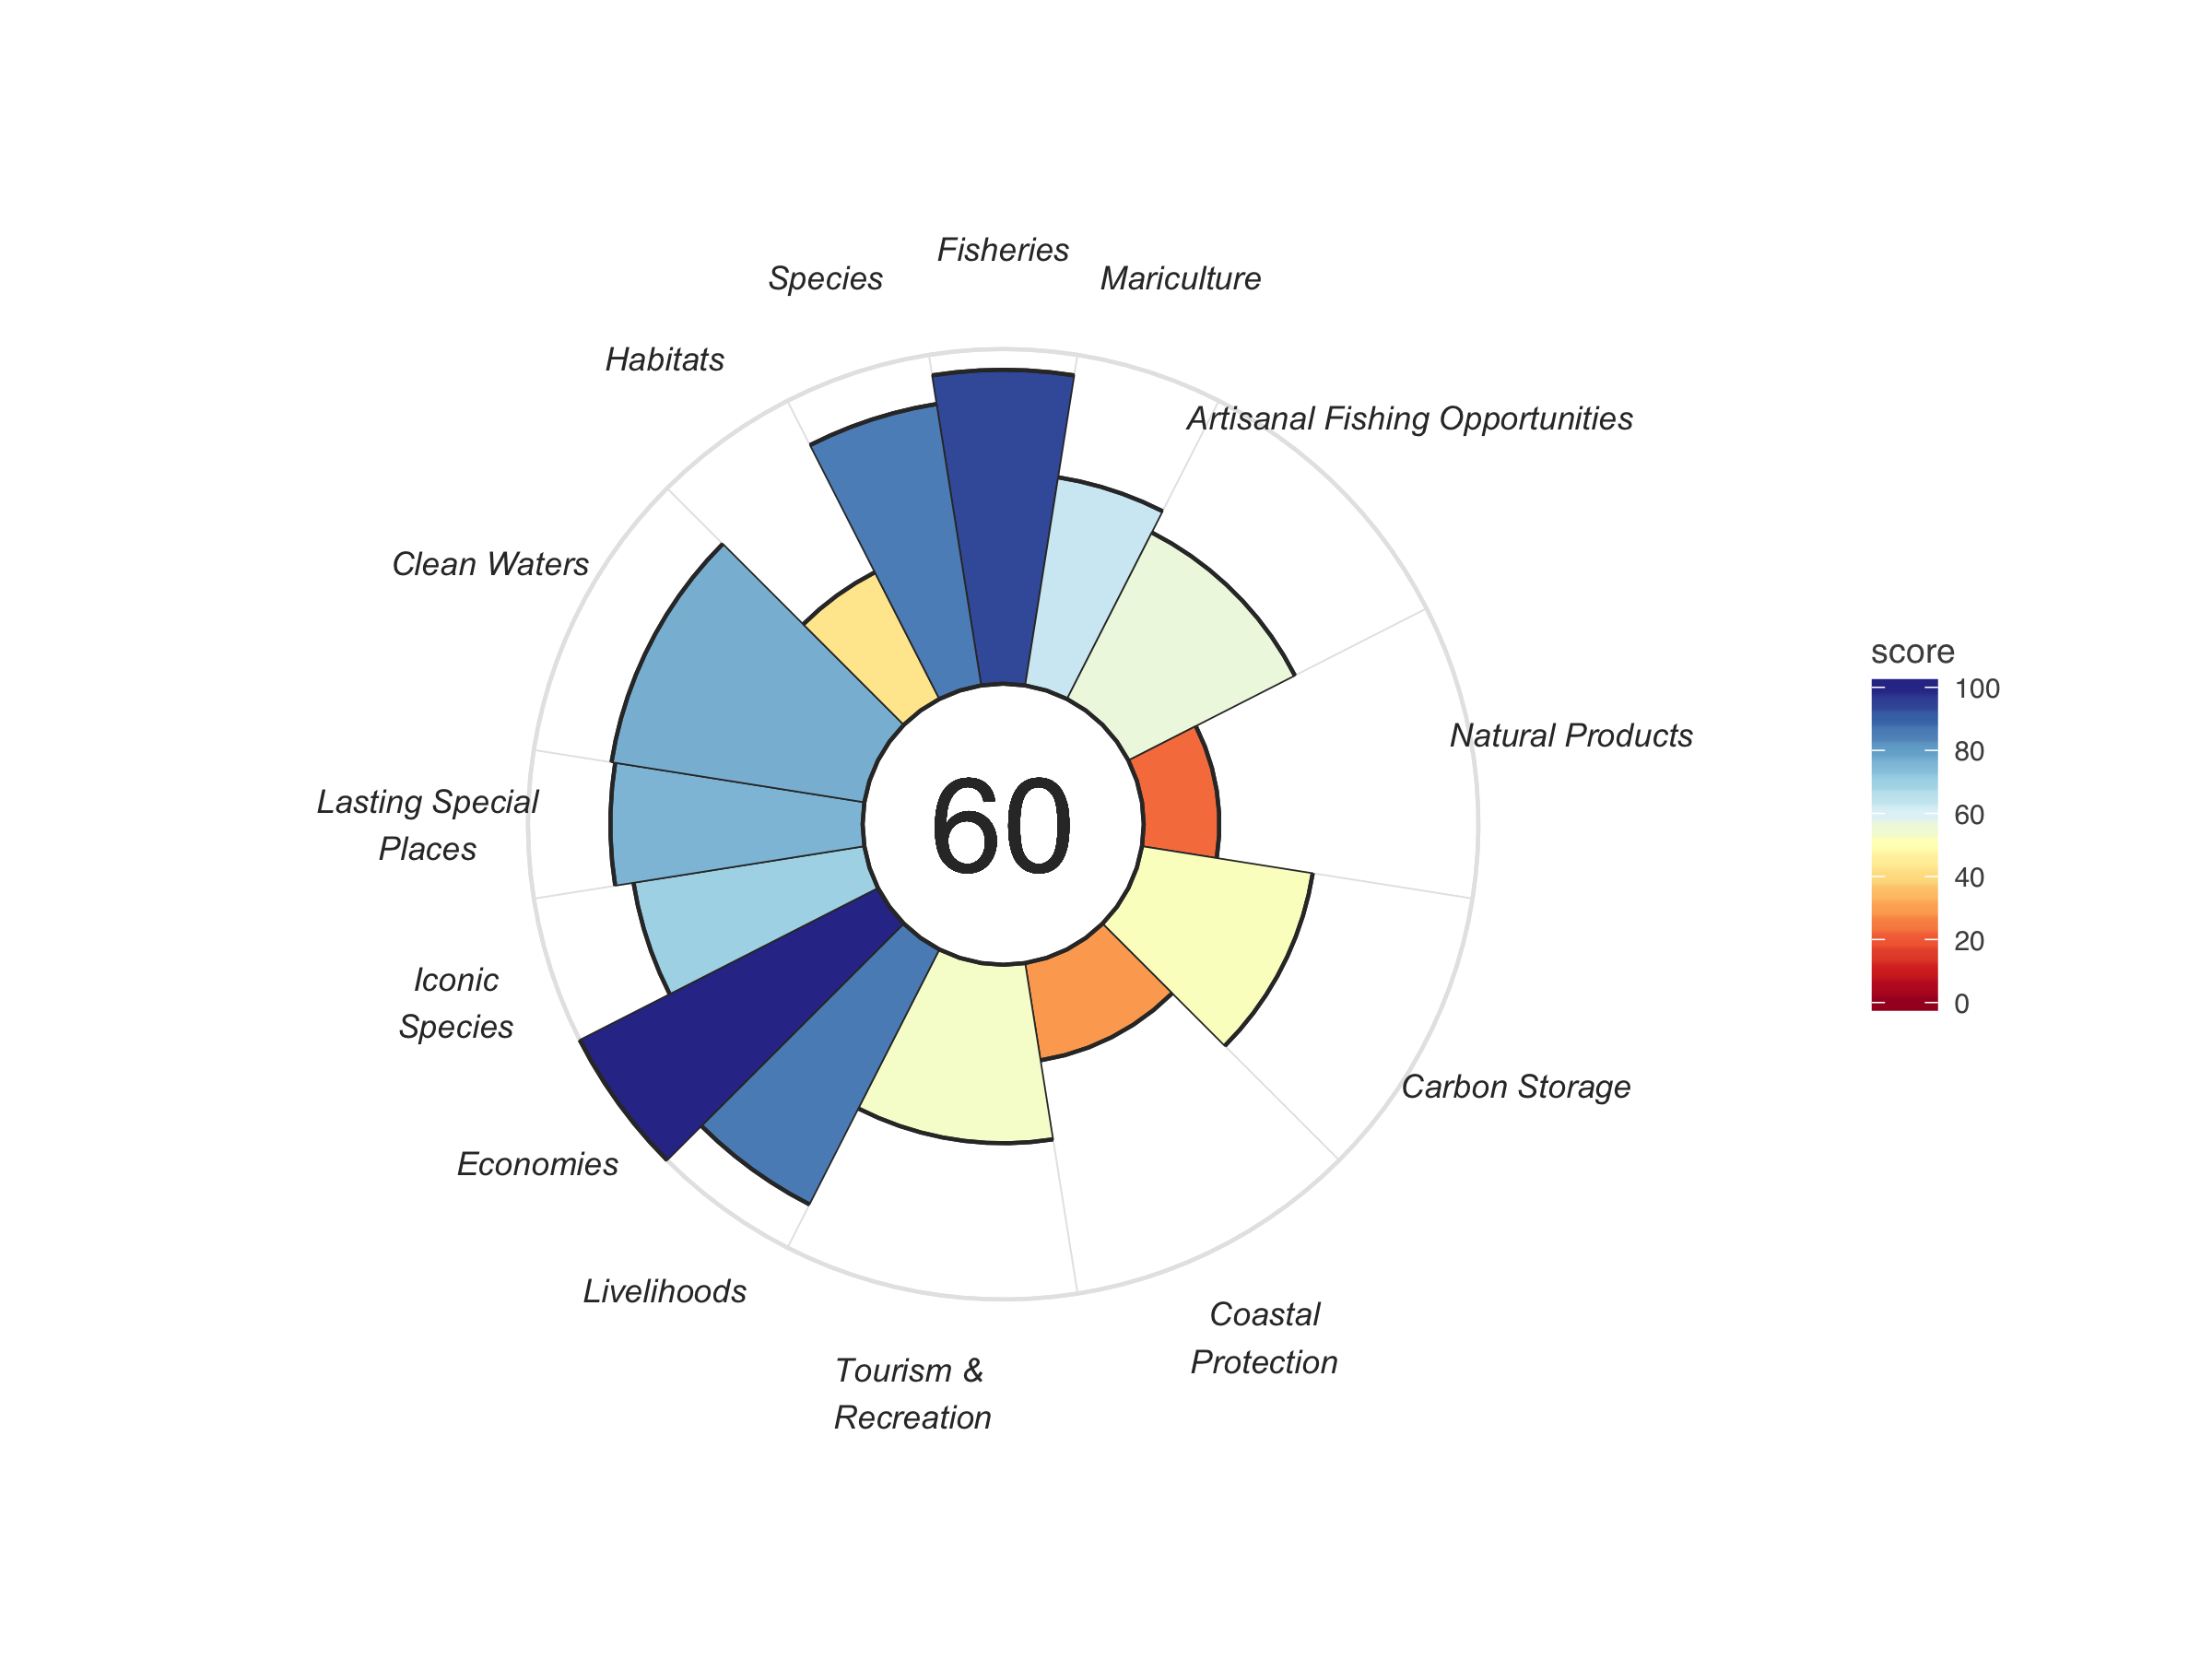 Fisheries
Species
Mariculture
Habitats
Artisanal Fishing Opportunities
Clean Waters
score
100
80
60
40
20
0
Natural Products
Lasting Special
Places
60
Iconic
Species
Carbon Storage
Economies
Livelihoods
Coastal
Protection
Tourism &
Recreation